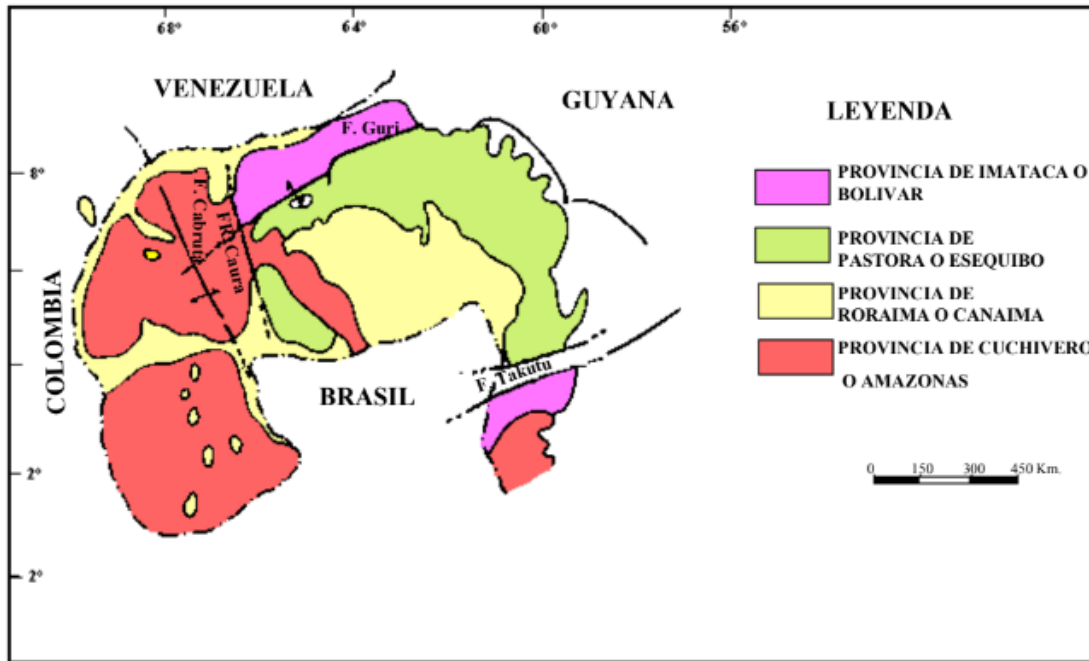 68°
64°
60°
56°
VENEZUELA
GUYANA
LEYENDA
F. Guri
8°
PROVINCIA DE IMATACA O
BOLIVAR
F. Cabruta
FR. Caura
PROVINCIA DE
PASTORA O ESEQUIBO
PROVINCIA DE
RORAIMA O CANAIMA
PROVINCIA DE CUCHIVERO
O AMAZONAS
COLOMBIA
BRASIL
F. Takutu
2°
0 150 300 450 Km.
2°